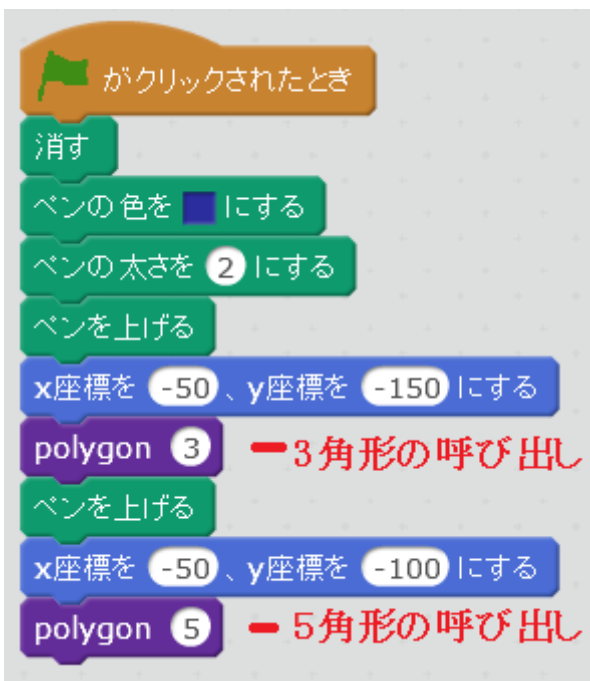 がクリックされたとき
消す
ペンの色を にする
ペンの太さを 2 にする
ペンを上げる
x座標を -50 、y座標を -150 にする
polygon 3 ー3角形の呼び出し
ペンを上げる
x座標を -50 、y座標を -100 にする
polygon 5 ー5角形の呼び出し